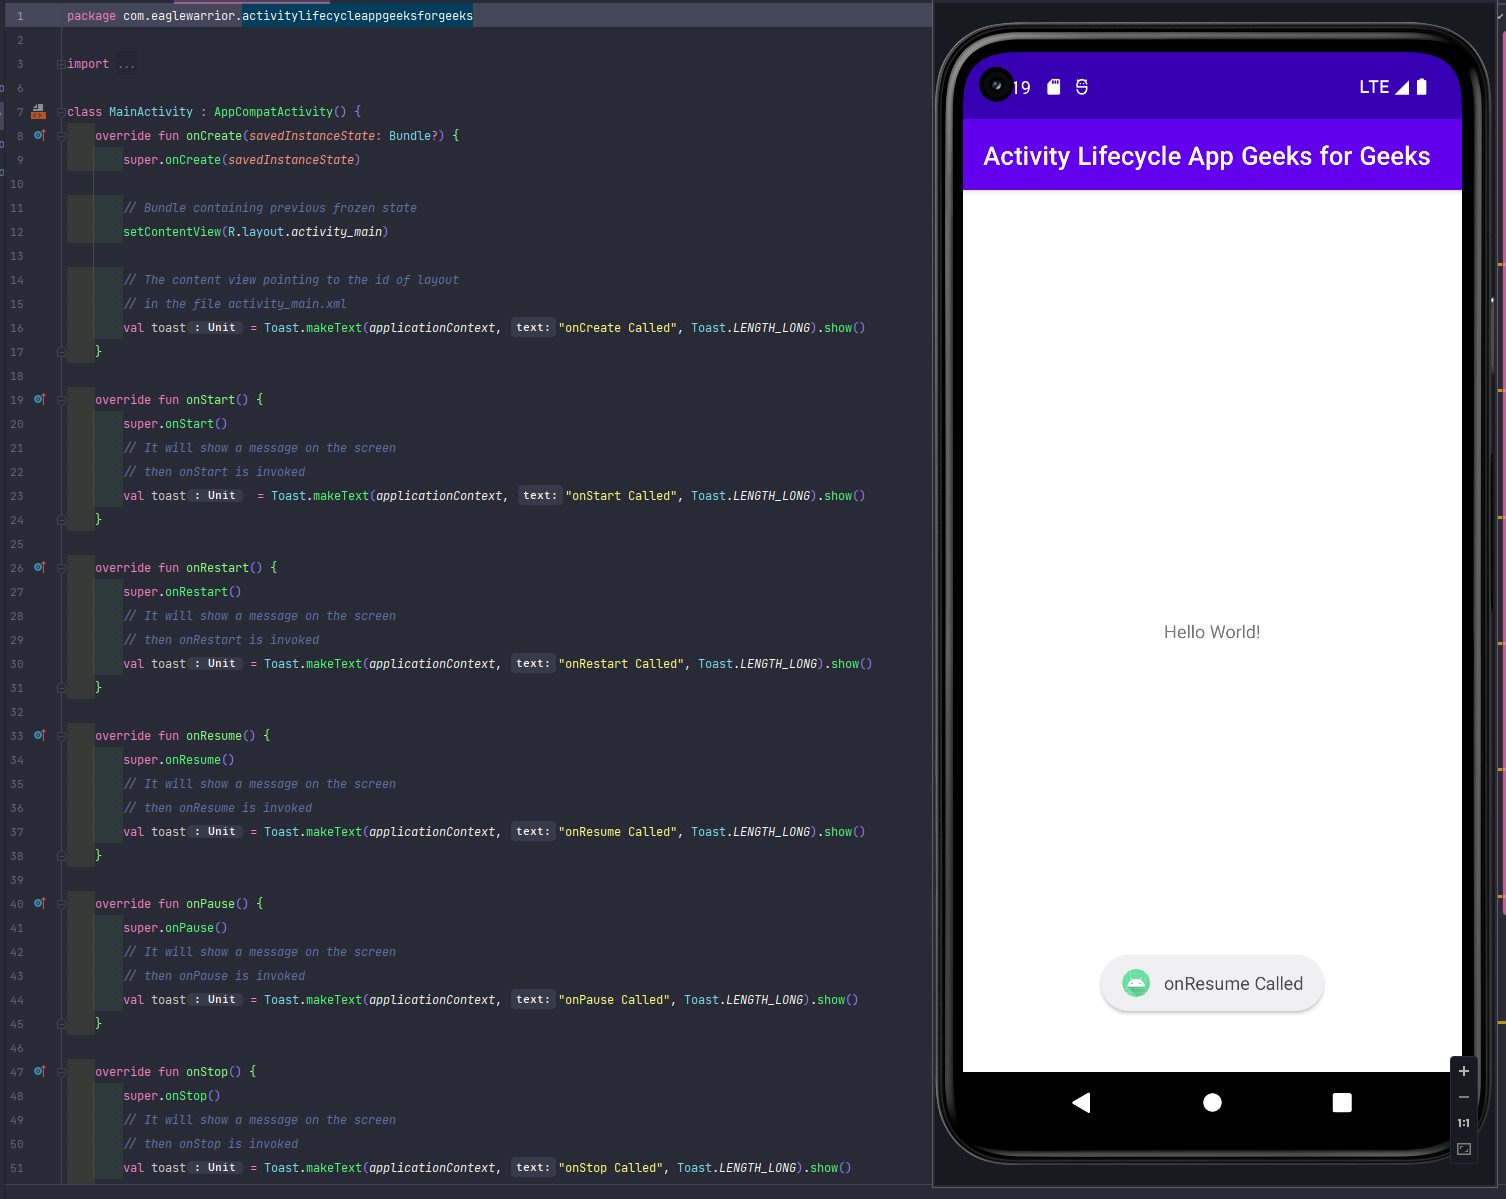 1 package com.eaglewarrior.activitylifecycleappgeeksforgeeks
2
3 import ...
6
7 class MainActivity : AppCompatActivity() {
8 override fun onCreate(savedInstanceState: Bundle?) {
9 super.onCreate(savedInstanceState)
10
11 // Bundle containing previous frozen state
12 setContentView(R.layout.activity_main)
13
14 // The content view pointing to the id of layout
15 // in the file activity_main.xml
16 val toast : Unit = Toast.makeText(applicationContext, text: "onCreate Called", Toast.LENGTH_LONG).show()
17 }
18
19 override fun onStart() {
20 super.onStart()
21 // It will show a message on the screen
22 // then onStart is invoked
23 val toast : Unit = Toast.makeText(applicationContext, text: "onStart Called", Toast.LENGTH_LONG).show()
24 }
25
26 override fun onRestart() {
27 super.onRestart()
28 // It will show a message on the screen
29 // then onRestart is invoked
30 val toast : Unit = Toast.makeText(applicationContext, text: "onRestart Called", Toast.LENGTH_LONG).show()
31 }
32
33 override fun onResume() {
34 super.onResume()
35 // It will show a message on the screen
36 // then onResume is invoked
37 val toast : Unit = Toast.makeText(applicationContext, text: "onResume Called", Toast.LENGTH_LONG).show()
38 }
39
40 override fun onPause() {
41 super.onPause()
42 // It will show a message on the screen
43 // then onPause is invoked
44 val toast : Unit = Toast.makeText(applicationContext, text: "onPause Called", Toast.LENGTH_LONG).show()
45 }
46
47 override fun onStop() {
48 super.onStop()
49 // It will show a message on the screen
50 // then onStop is invoked
51 val toast : Unit = Toast.makeText(applicationContext, text: "onStop Called", Toast.LENGTH_LONG).show()
19 LTE
Activity Lifecycle App Geeks for Geeks
Hello World!
onResume Called
1:1